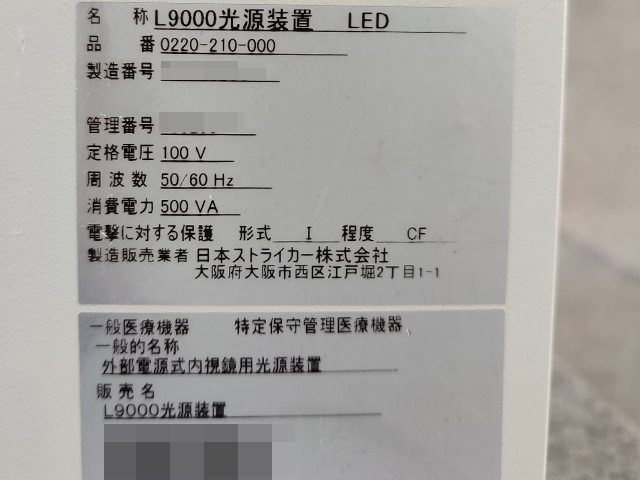 名 称 L9000光源装置 LED
品 番 0220-210-000
製造番号
管理番号
定格電圧 100 V
周波数 50/60 Hz
消費電力 500 VA
電撃に対する保護 形式 I 程度 CF
製造販売業者 日本ストライカー株式会社
大阪府大阪市西区江戸堀2丁目1-1
一般医療機器 特定保守管理医療機器
一般的名称
外部電源式内視鏡用光源装置
販売名
L9000光源装置